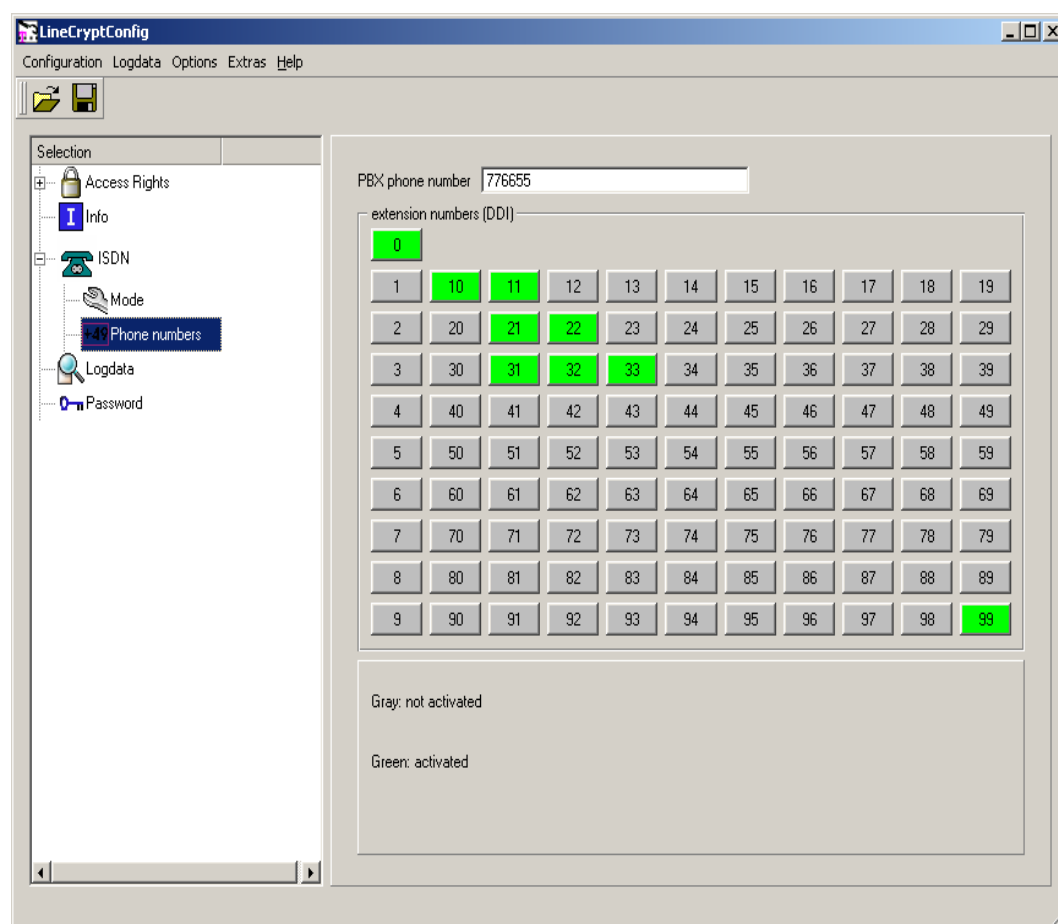 LineCryptConfig
Configuration Logdata Options Extras Help
Selection
Access Rights
I Info
ISDN
Mode
+49 Phone numbers
Logdata
Password
PBX phone number 776655
extension numbers (DDI)
0
1 10 11 12 13 14 15 16 17 18 19
2 20 21 22 23 24 25 26 27 28 29
3 30 31 32 33 34 35 36 37 38 39
4 40 41 42 43 44 45 46 47 48 49
5 50 51 52 53 54 55 56 57 58 59
6 60 61 62 63 64 65 66 67 68 69
7 70 71 72 73 74 75 76 77 78 79
8 80 81 82 83 84 85 86 87 88 89
9 90 91 92 93 94 95 96 97 98 99
Gray: not activated
Green: activated